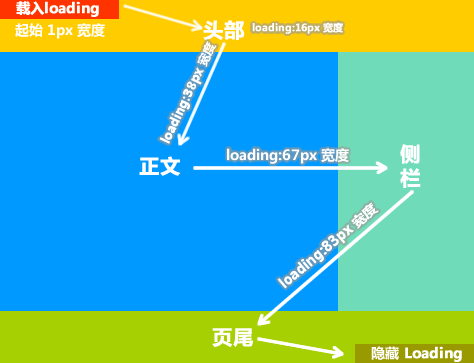 载入loading
起始 1px 宽度
头部
loading:16px 宽度
loading:38px 宽度
正文
loading:67px 宽度
侧
栏
loading:83px 宽度
页尾
隐藏 Loading